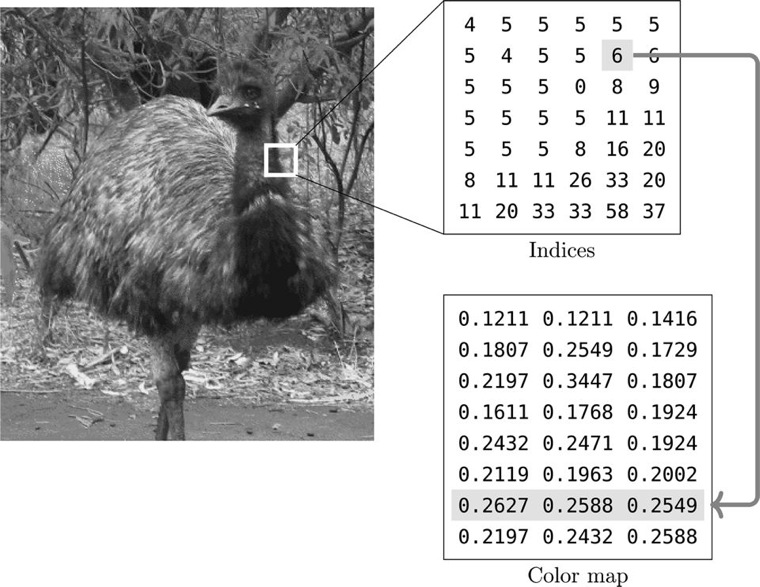 4 5 5 5 5 5
5 4 5 5 6 6
5 5 5 0 8 9
5 5 5 5 11 11
5 5 5 8 16 20
8 11 11 26 33 20
11 20 33 33 58 37
Indices
0.1211 0.1211 0.1416
0.1807 0.2549 0.1729
0.2197 0.3447 0.1807
0.1611 0.1768 0.1924
0.2432 0.2471 0.1924
0.2119 0.1963 0.2002
0.2627 0.2588 0.2549
0.2197 0.2432 0.2588
Color map